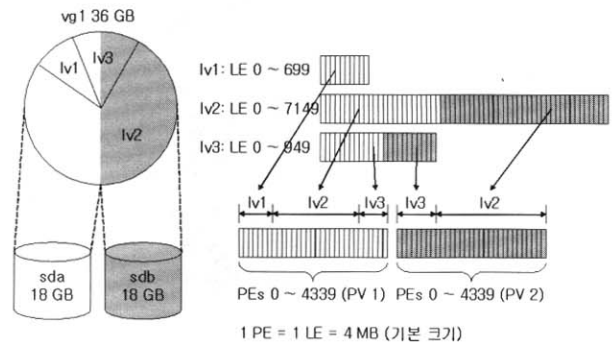 vg1 36 GB
lv1
lv3
lv2
sda
18 GB
sdb
18 GB
lv1: LE 0 ~ 699
lv2: LE 0 ~ 7149
lv3: LE 0 ~ 949
lv1 lv2 lv3 lv3 lv2
PEs 0 ~ 4339 (PV 1) PEs 0 ~ 4339 (PV 2)
1 PE = 1 LE = 4 MB (기본 크기)